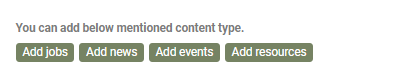 You can add below mentioned content type.
Add jobs Add news Add events Add resources